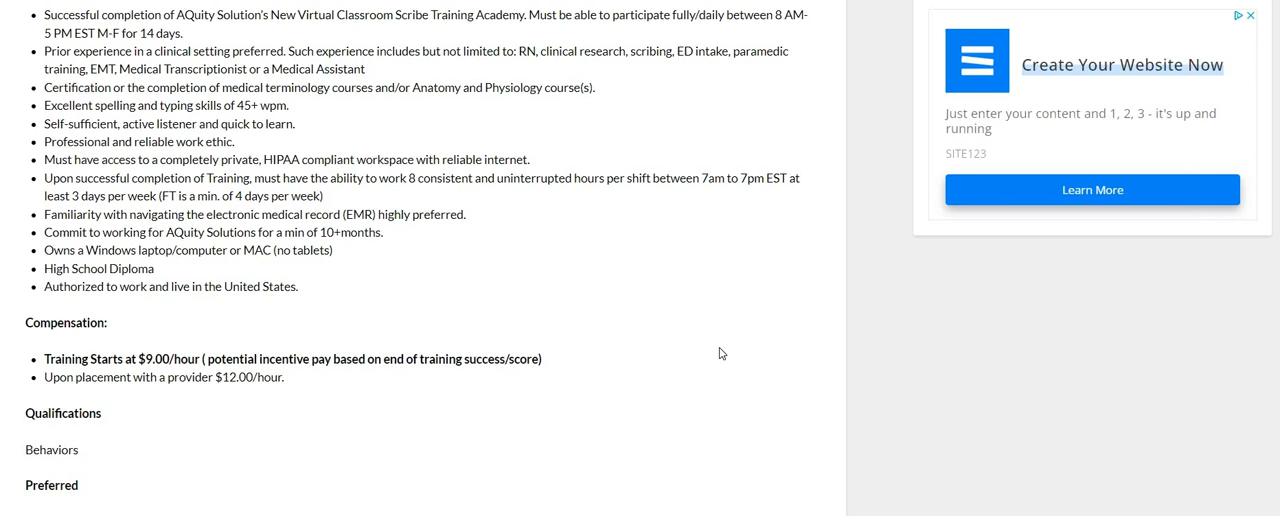 • Successful completion of AQuity Solution's New Virtual Classroom Scribe Training Academy. Must be able to participate fully/daily between 8 AM-
5 PM EST M-F for 14 days.
• Prior experience in a clinical setting preferred. Such experience includes but not limited to: RN, clinical research, scribing, ED intake, paramedic
training, EMT, Medical Transcriptionist or a Medical Assistant
• Certification or the completion of medical terminology courses and/or Anatomy and Physiology course(s).
• Excellent spelling and typing skills of 45+ wpm.
• Self-sufficient, active listener and quick to learn.
• Professional and reliable work ethic.
• Must have access to a completely private, HIPAA compliant workspace with reliable internet.
• Upon successful completion of Training, must have the ability to work 8 consistent and uninterrupted hours per shift between 7am to 7pm EST at
least 3 days per week (FT is a min. of 4 days per week)
• Familiarity with navigating the electronic medical record (EMR) highly preferred.
• Commit to working for AQuity Solutions for a min of 10+months.
• Owns a Windows laptop/computer or MAC (no tablets)
• High School Diploma
• Authorized to work and live in the United States.
Compensation:
• Training Starts at $9.00/hour ( potential incentive pay based on end of training success/score)
• Upon placement with a provider $12.00/hour.
Qualifications
Behaviors
Preferred
Create Your Website Now
Just enter your content and 1, 2, 3 - it's up and
running
SITE123
Learn More